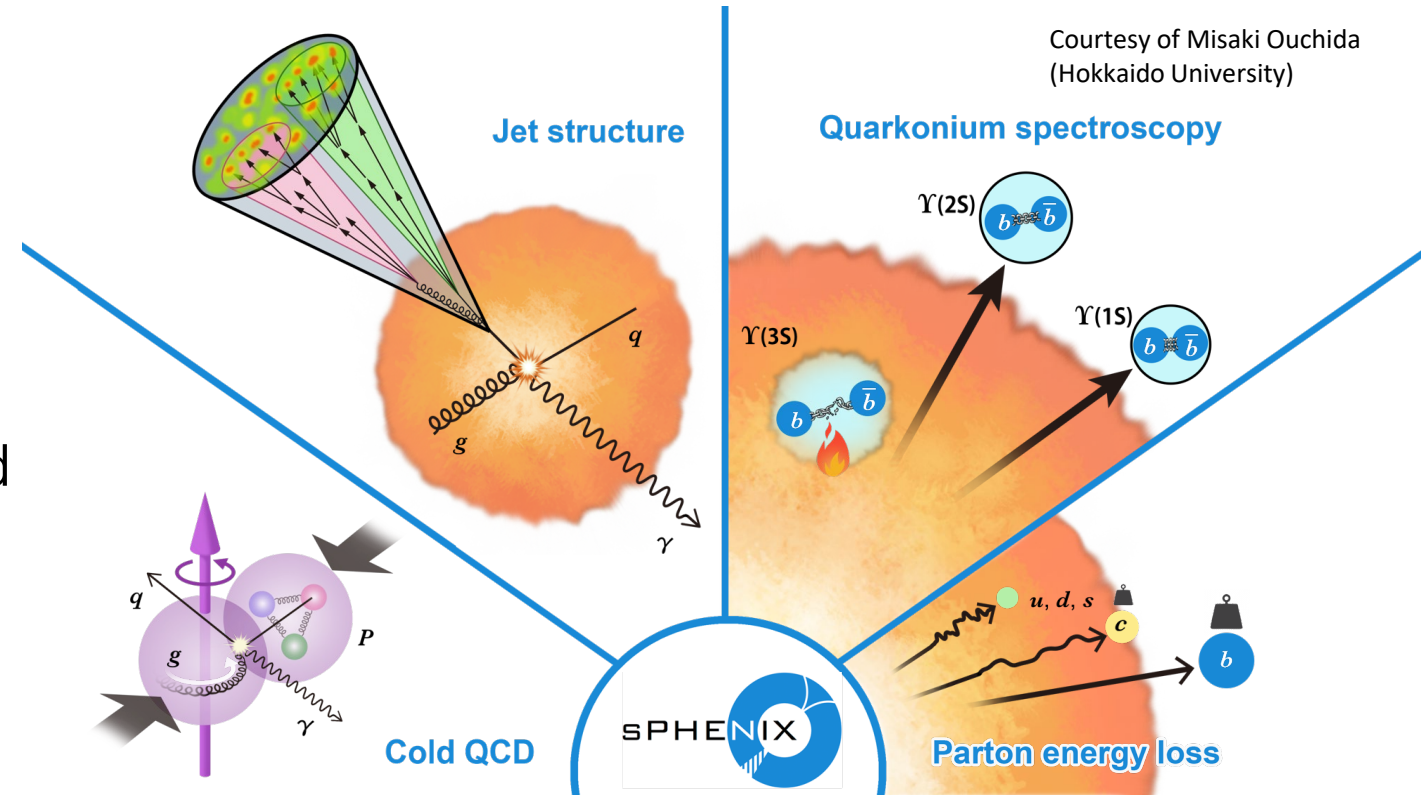 Courtesy of Misaki Ouchida
(Hokkaido University)
Jet structure
Quarkonium spectroscopy
ϒ(2S)
b b̅
ϒ(1S)
b b̅
ϒ(3S)
b b̅
q
g
γ
d
q
P
g
γ
u, d, s
c
b
Cold QCD
sPHENIX
Parton energy loss